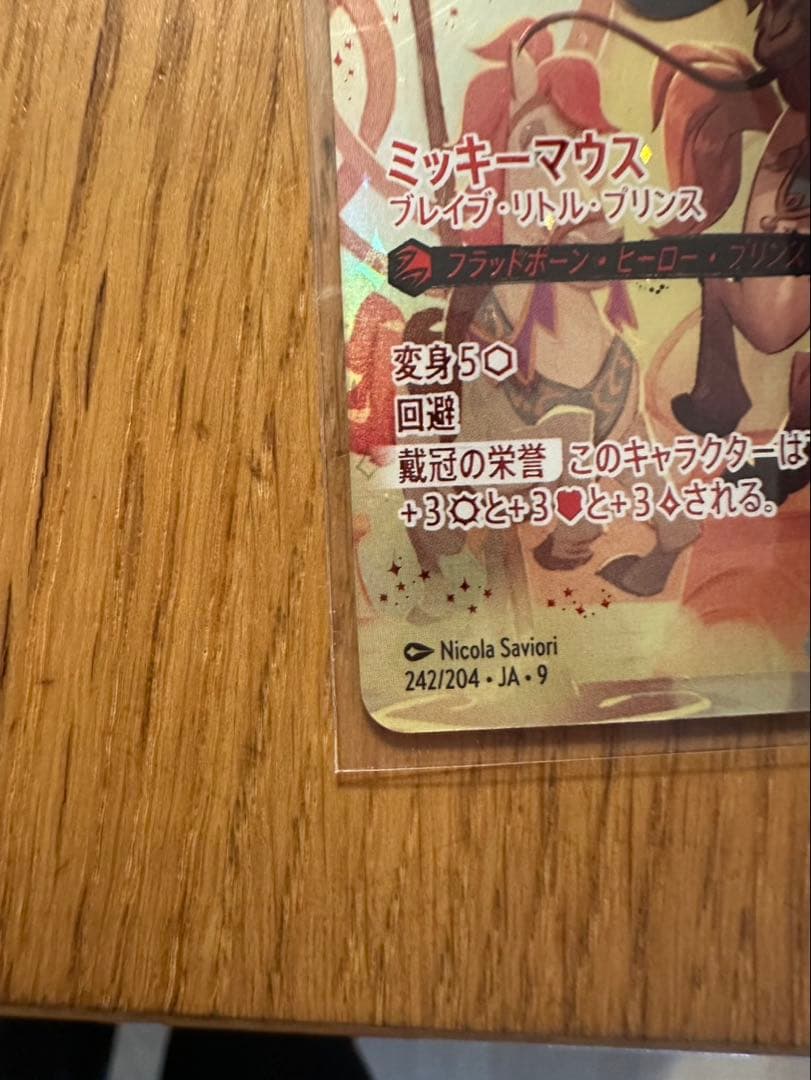 ミッキーマウス
ブレイブ・リトル・プリンス
フラッドボーン・ヒーロー・プリンス
変身 5⬡
回避
戴冠の栄誉 このキャラクターは
+3¤と+3♥と+3✧される。
Nicola Saviori
242/204 • JA • 9